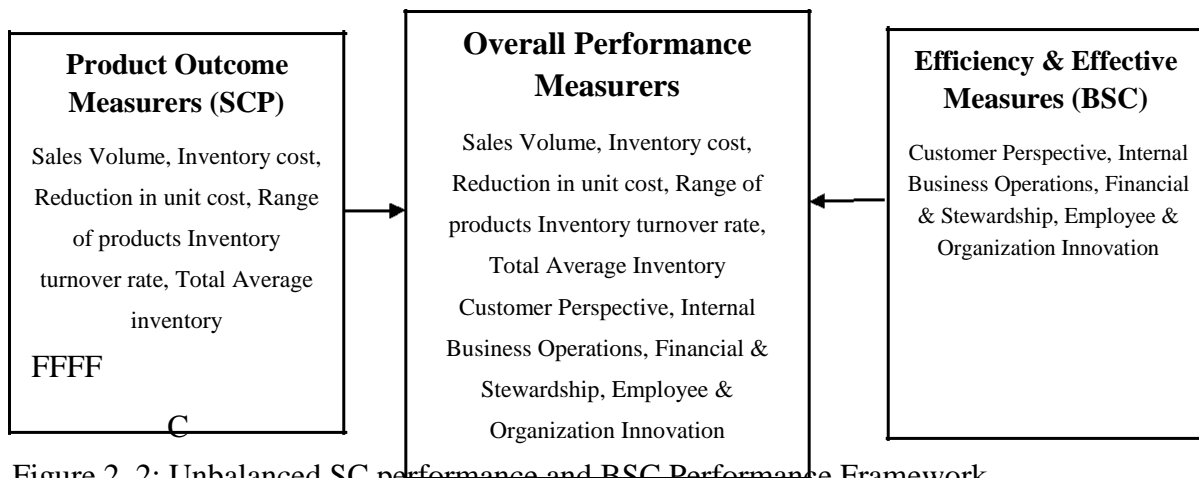 Product Outcome
Measurers (SCP)
Sales Volume, Inventory cost,
Reduction in unit cost, Range
of products Inventory
turnover rate, Total Average
inventory
FFFF
C
Overall Performance
Measurers
Sales Volume, Inventory cost,
Reduction in unit cost, Range of
products Inventory turnover rate,
Total Average Inventory
Customer Perspective, Internal
Business Operations, Financial &
Stewardship, Employee &
Organization Innovation
Efficiency & Effective
Measures (BSC)
Customer Perspective, Internal
Business Operations, Financial
& Stewardship, Employee &
Organization Innovation
Figure 2. 2: Unbalanced SC performance and BSC Performance Framework